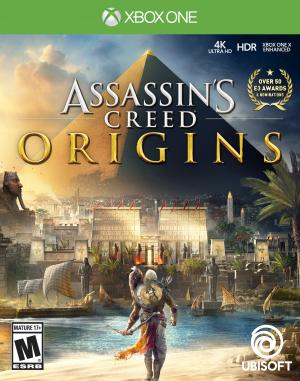 XBOX ONE
4K
ULTRA HD
HDR
XBOX ONE X
ENHANCED
ASSASSIN'S
CREED
ORIGINS
OVER 50
E3 AWARDS
& NOMINATIONS
MATURE 17+
M
ESRB
UBISOFT